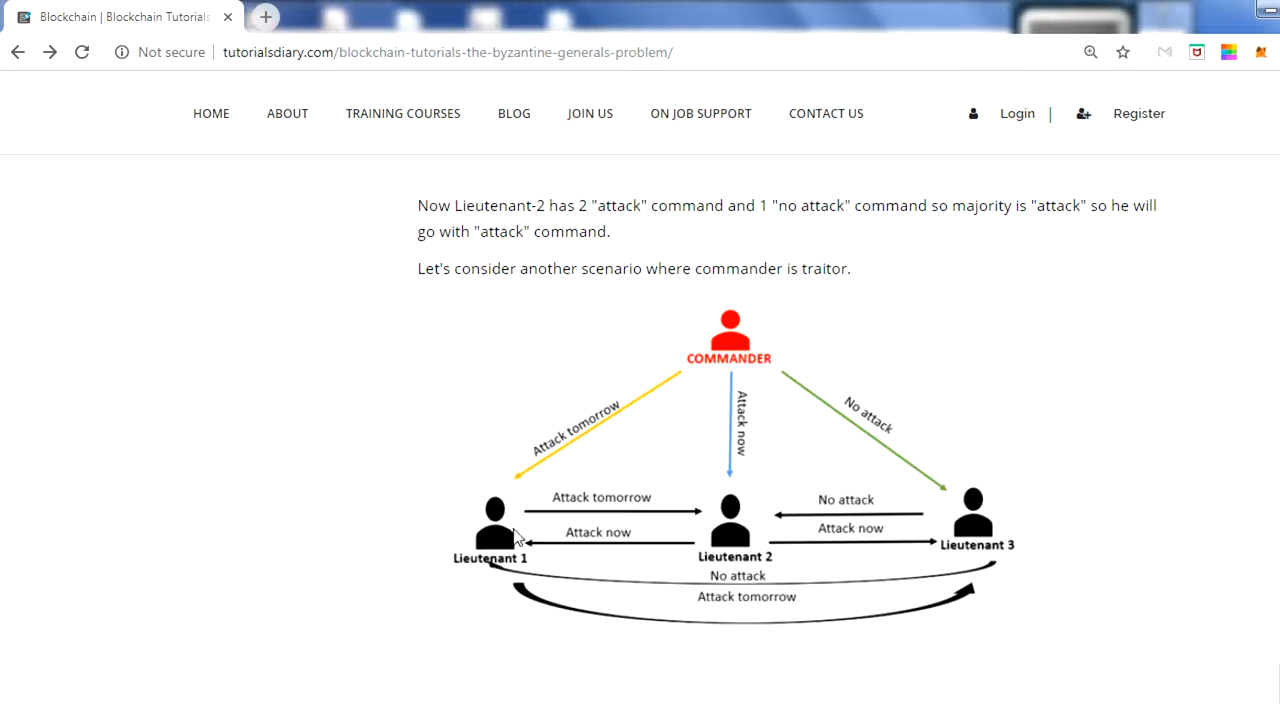 Blockchain | Blockchain Tutorials
Not secure
tutorialsdiary.com/blockchain-tutorials-the-byzantine-generals-problem/
HOME ABOUT TRAINING COURSES BLOG JOIN US ON JOB SUPPORT CONTACT US Login | Register
Now Lieutenant-2 has 2 "attack" command and 1 "no attack" command so majority is "attack" so he will
go with "attack" command.
Let's consider another scenario where commander is traitor.
COMMANDER
Attack tomorrow
Attack now
No attack
Attack tomorrow
No attack
Attack now
Attack now
Lieutenant 1
Lieutenant 2
Lieutenant 3
No attack
Attack tomorrow